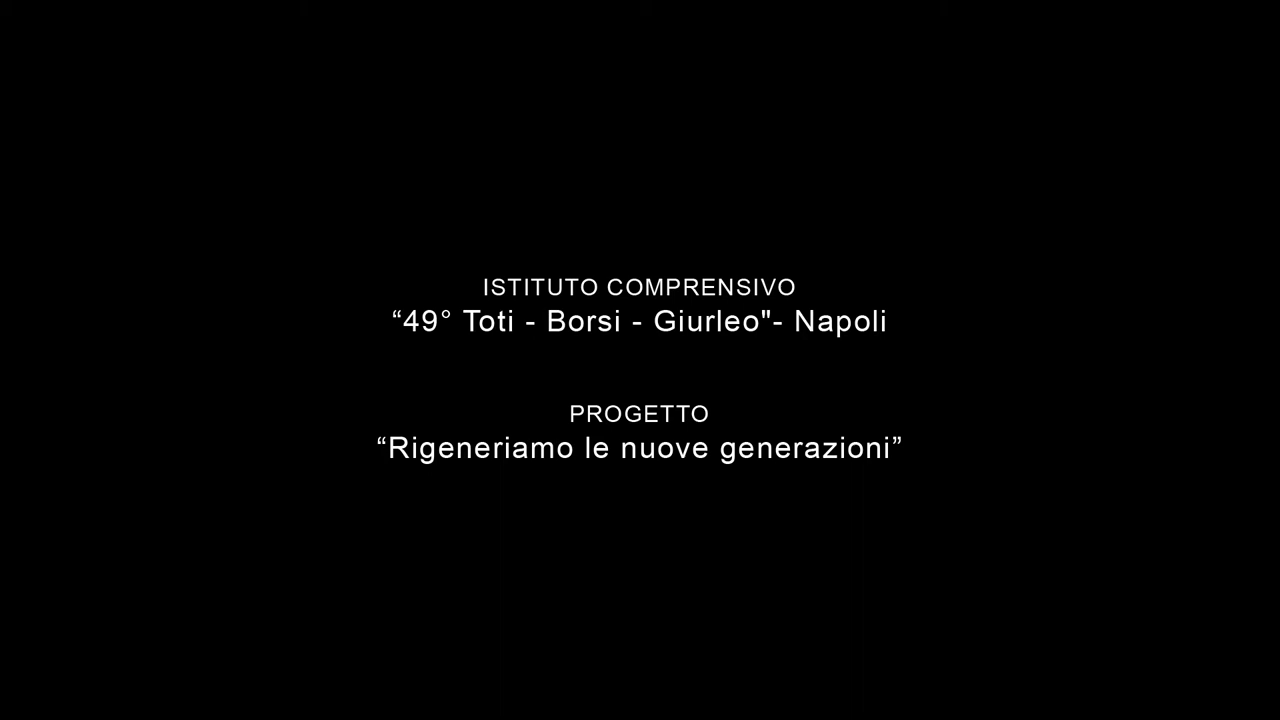 ISTITUTO COMPRENSIVO
“49° Toti - Borsi - Giurleo"- Napoli
PROGETTO
“Rigeneriamo le nuove generazioni”